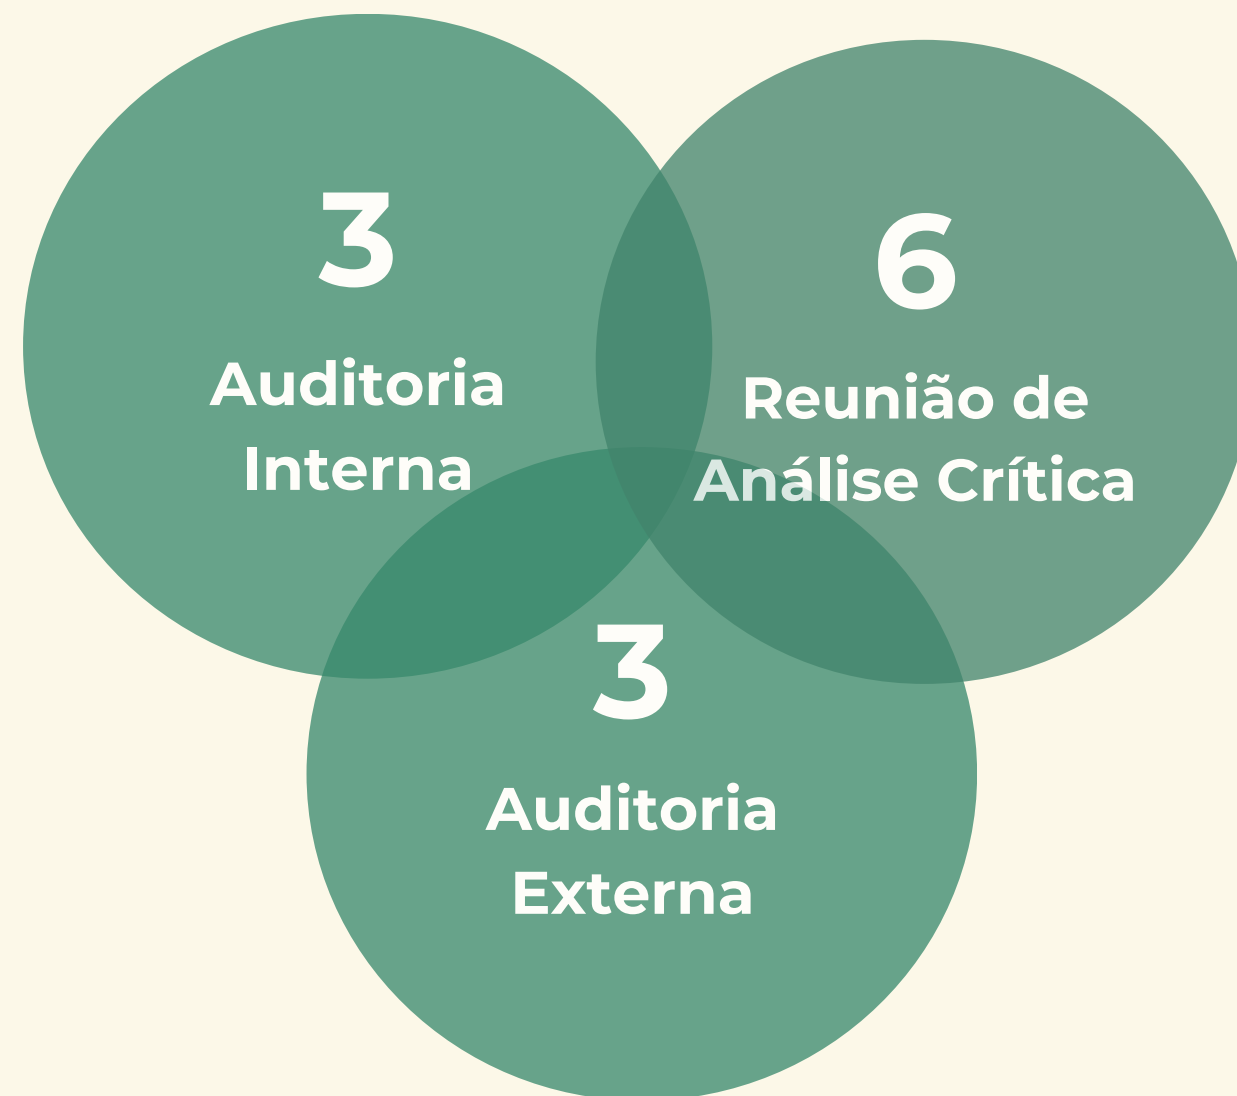 3
Auditoria
Interna
6
Reunião de
Análise Crítica
3
Auditoria
Externa